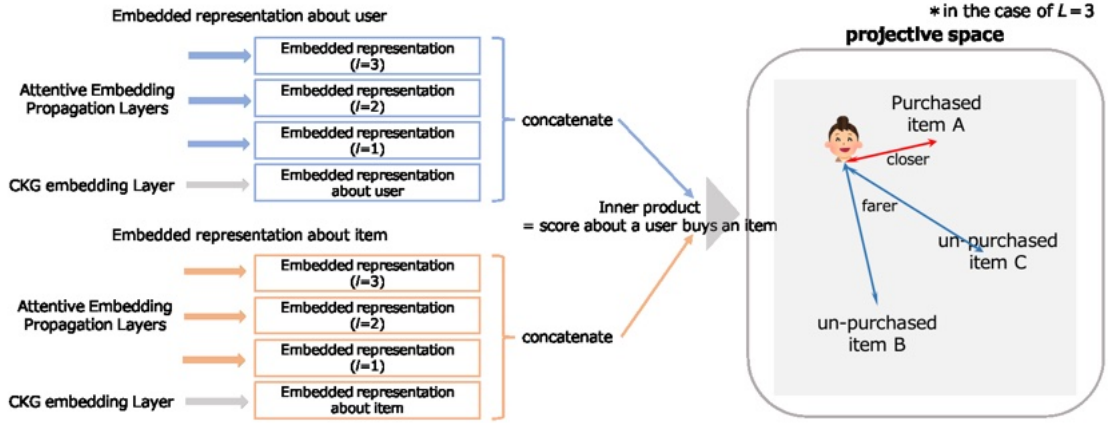 Embedded representation about user
Embedded representation
(l=3)
Attentive Embedding
Propagation Layers
Embedded representation
(l=2)
Embedded representation
(l=1)
CKG embedding Layer
Embedded representation
about user
concatenate
Embedded representation about item
Embedded representation
(l=3)
Attentive Embedding
Propagation Layers
Embedded representation
(l=2)
Embedded representation
(l=1)
CKG embedding Layer
Embedded representation
about item
concatenate
Inner product
= score about a user buys an item
*in the case of L=3
projective space
Purchased
item A
closer
farer
un-purchased
item C
un-purchased
item B